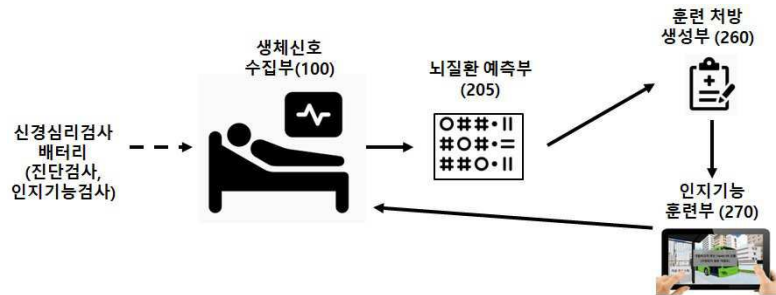 신경심리검사
배터리
(진단검사,
인지기능검사)
생체신호
수집부(100)
뇌질환 예측부
(205)
훈련 처방
생성부 (260)
인지기능
훈련부 (270)